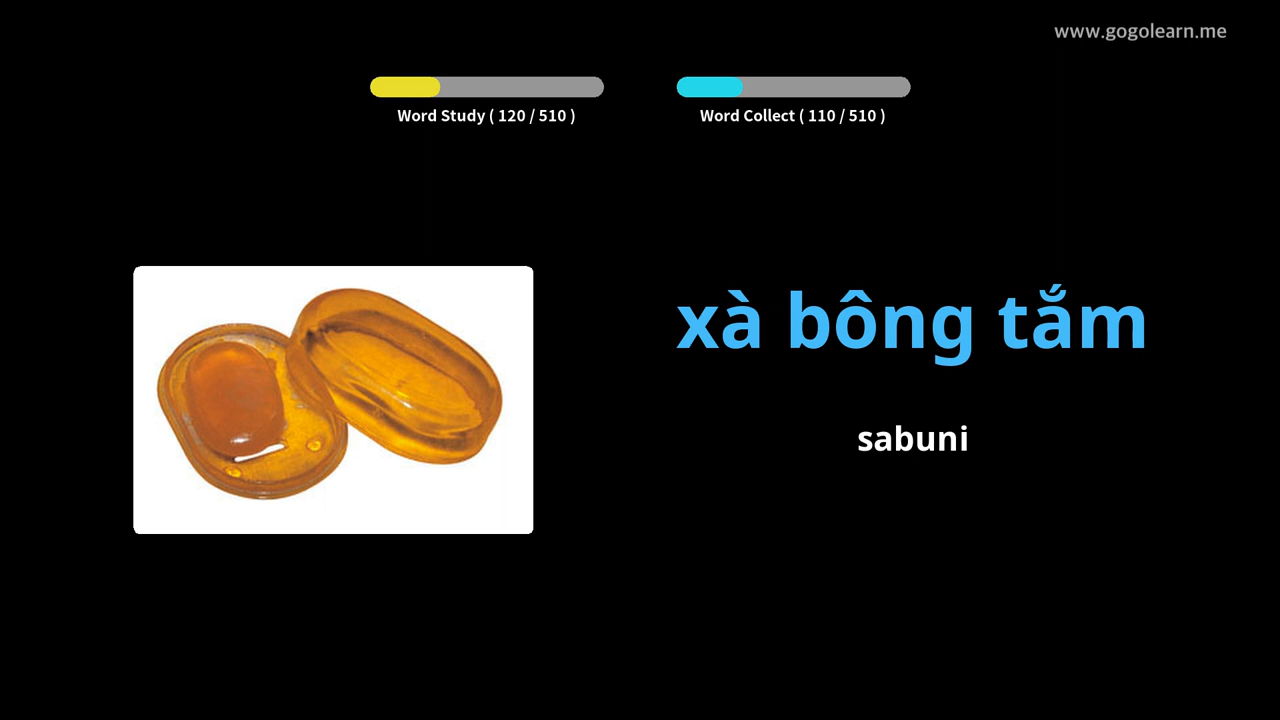 www.gogolearn.me
Word Study ( 120 / 510 )
Word Collect ( 110 / 510 )
xà bông tắm
sabuni